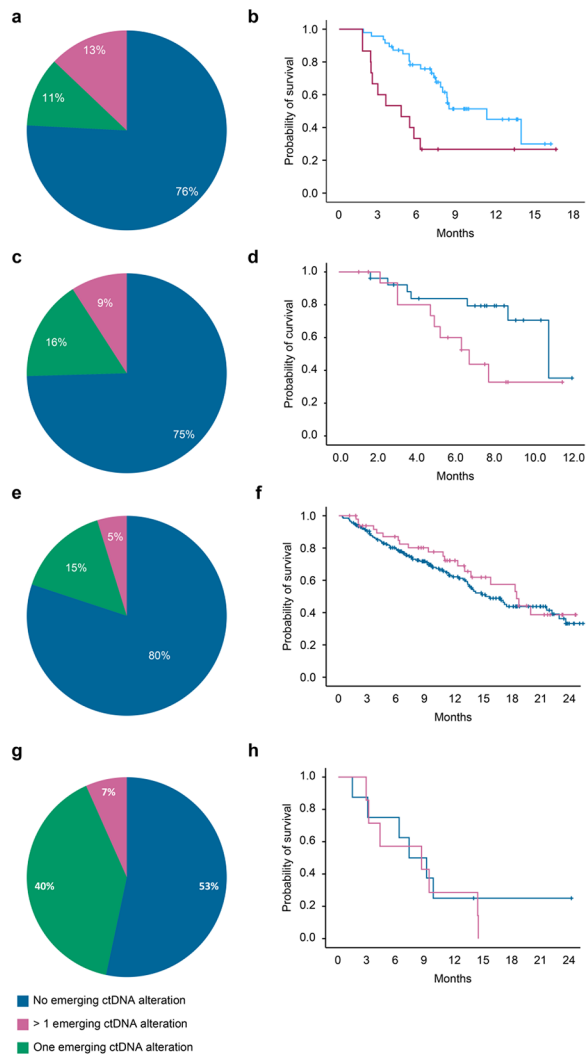 a
13%
11%
76%
b
Probability of survival
1.0
0.8
0.6
0.4
0.2
0.0
0 3 6 9 12 15 18
Months
c
9%
16%
75%
d
Probability of curvival
1.0
0.8
0.6
0.4
0.2
0.0
0.0 2.0 4.0 6.0 8.0 10.0 12.0
Months
e
5%
15%
80%
f
Probability of survival
1.0
0.8
0.6
0.4
0.2
0.0
0 3 6 9 12 15 18 24
Months
g
7%
40%
53%
h
Probability of survival
1.0
0.8
0.6
0.4
0.2
0.0
0 3 6 9 12 15 18 24
Months
No emerging ctDNA alteration
> 1 emerging ctDNA alteration
One emerging ctDNA alteration